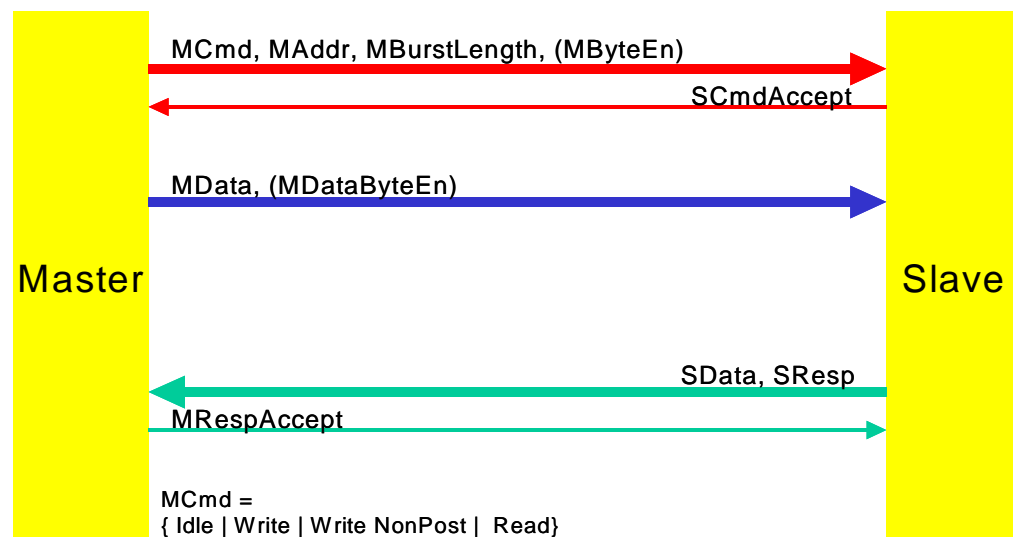 MCmd, MAddr, MBurstLength, (MByteEn)
SCmdAccept
MData, (MDataByteEn)
Master
Slave
SData, SResp
MRespAccept
MCmd =
{ Idle | Write | Write NonPost | Read}